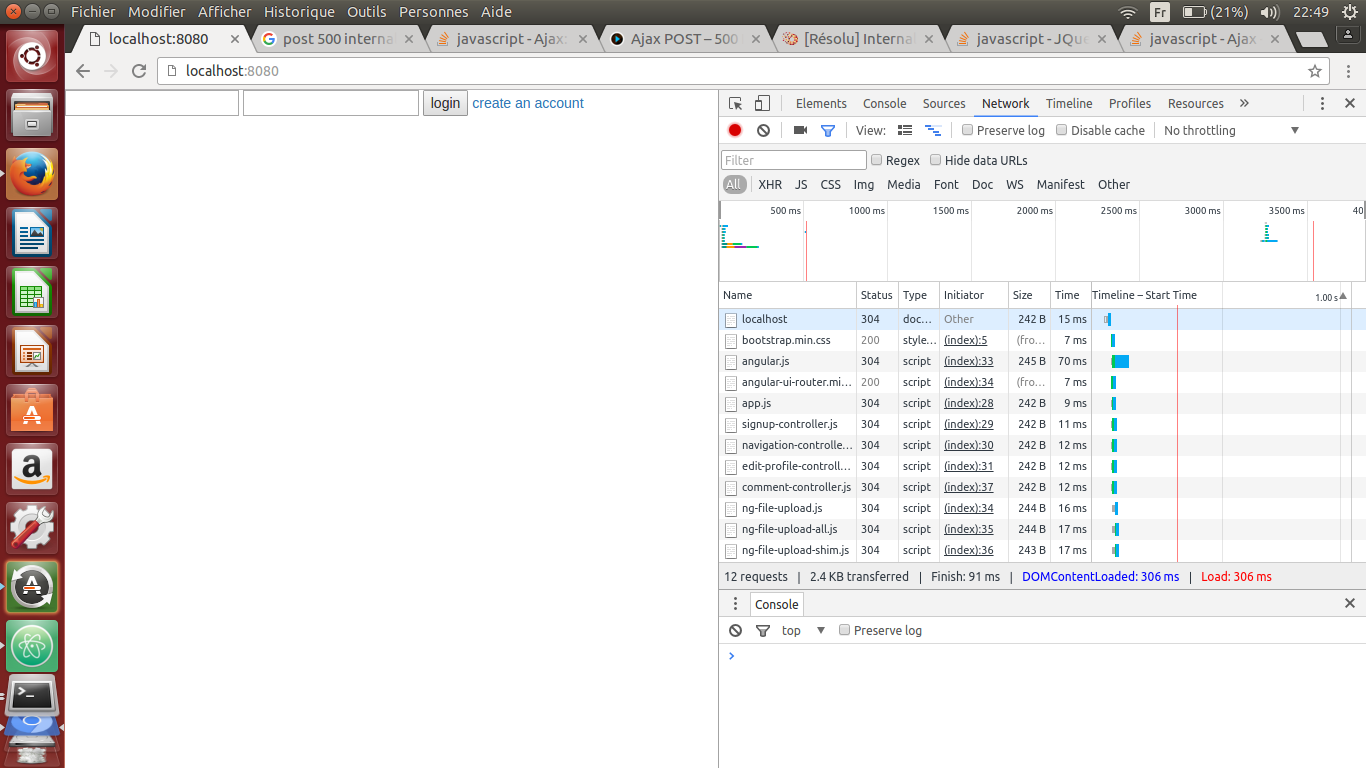 Fichier Modifier Afficher Historique Outils Personnes Aide Fr (21%) 22:49
localhost:8080 post 500 interna javascript - Ajax: Ajax POST – 500 [Résolu] Interna javascript - JQue javascript - Ajax
localhost:8080
login create an account
Elements Console Sources Network Timeline Profiles Resources »
View: Preserve log Disable cache No throttling
Filter Regex Hide data URLs
All XHR JS CSS Img Media Font Doc WS Manifest Other
500 ms 1000 ms 1500 ms 2000 ms 2500 ms 3000 ms 3500 ms 40
Name Status Type Initiator Size Time Timeline – Start Time 1.00 s
localhost 304 doc... Other 242 B 15 ms
bootstrap.min.css 200 style... (index):5 (fro... 7 ms
angular.js 304 script (index):33 245 B 70 ms
angular-ui-router.mi... 200 script (index):34 (fro... 7 ms
app.js 304 script (index):28 242 B 9 ms
signup-controller.js 304 script (index):29 242 B 11 ms
navigation-controlle... 304 script (index):30 242 B 12 ms
edit-profile-controll... 304 script (index):31 242 B 12 ms
comment-controller.js 304 script (index):37 242 B 12 ms
ng-file-upload.js 304 script (index):34 244 B 16 ms
ng-file-upload-all.js 304 script (index):35 244 B 17 ms
ng-file-upload-shim.js 304 script (index):36 243 B 17 ms
12 requests | 2.4 KB transferred | Finish: 91 ms | DOMContentLoaded: 306 ms | Load: 306 ms
Console
top Preserve log